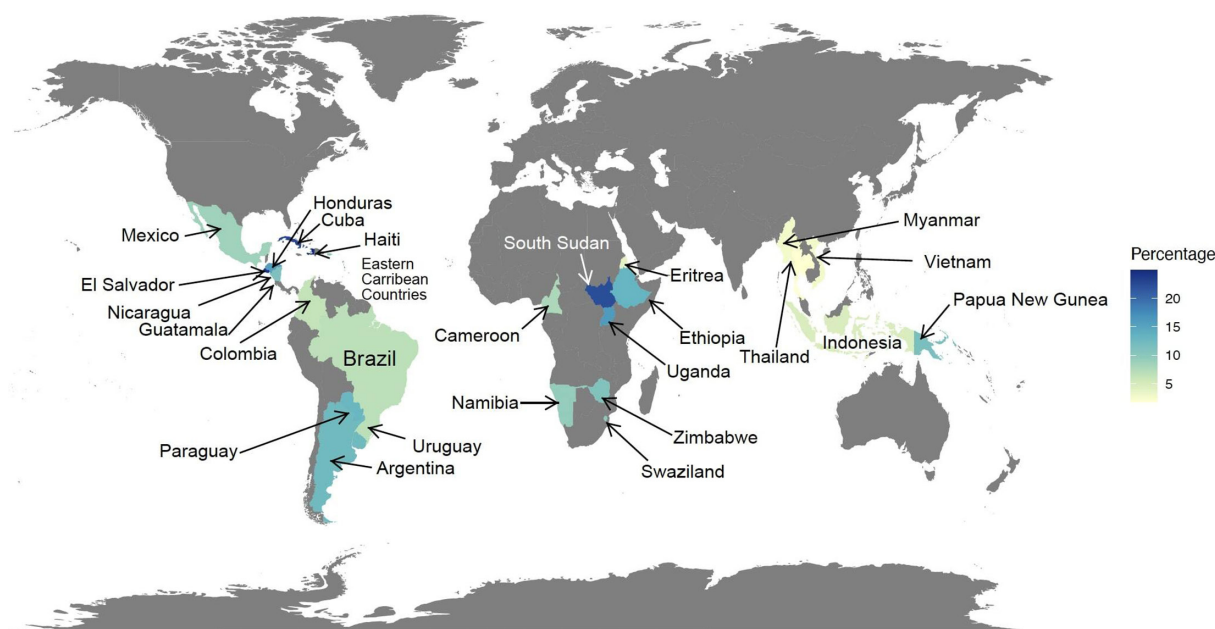 Honduras
Cuba
Mexico
Haiti
El Salvador
Eastern
Carribean
Countries
Nicaragua
Guatamala
Colombia
Brazil
Paraguay
Uruguay
Argentina
South Sudan
Eritrea
Cameroon
Ethiopia
Uganda
Namibia
Zimbabwe
Swaziland
Myanmar
Vietnam
Papua New Gunea
Thailand
Indonesia
Percentage
20
15
10
5